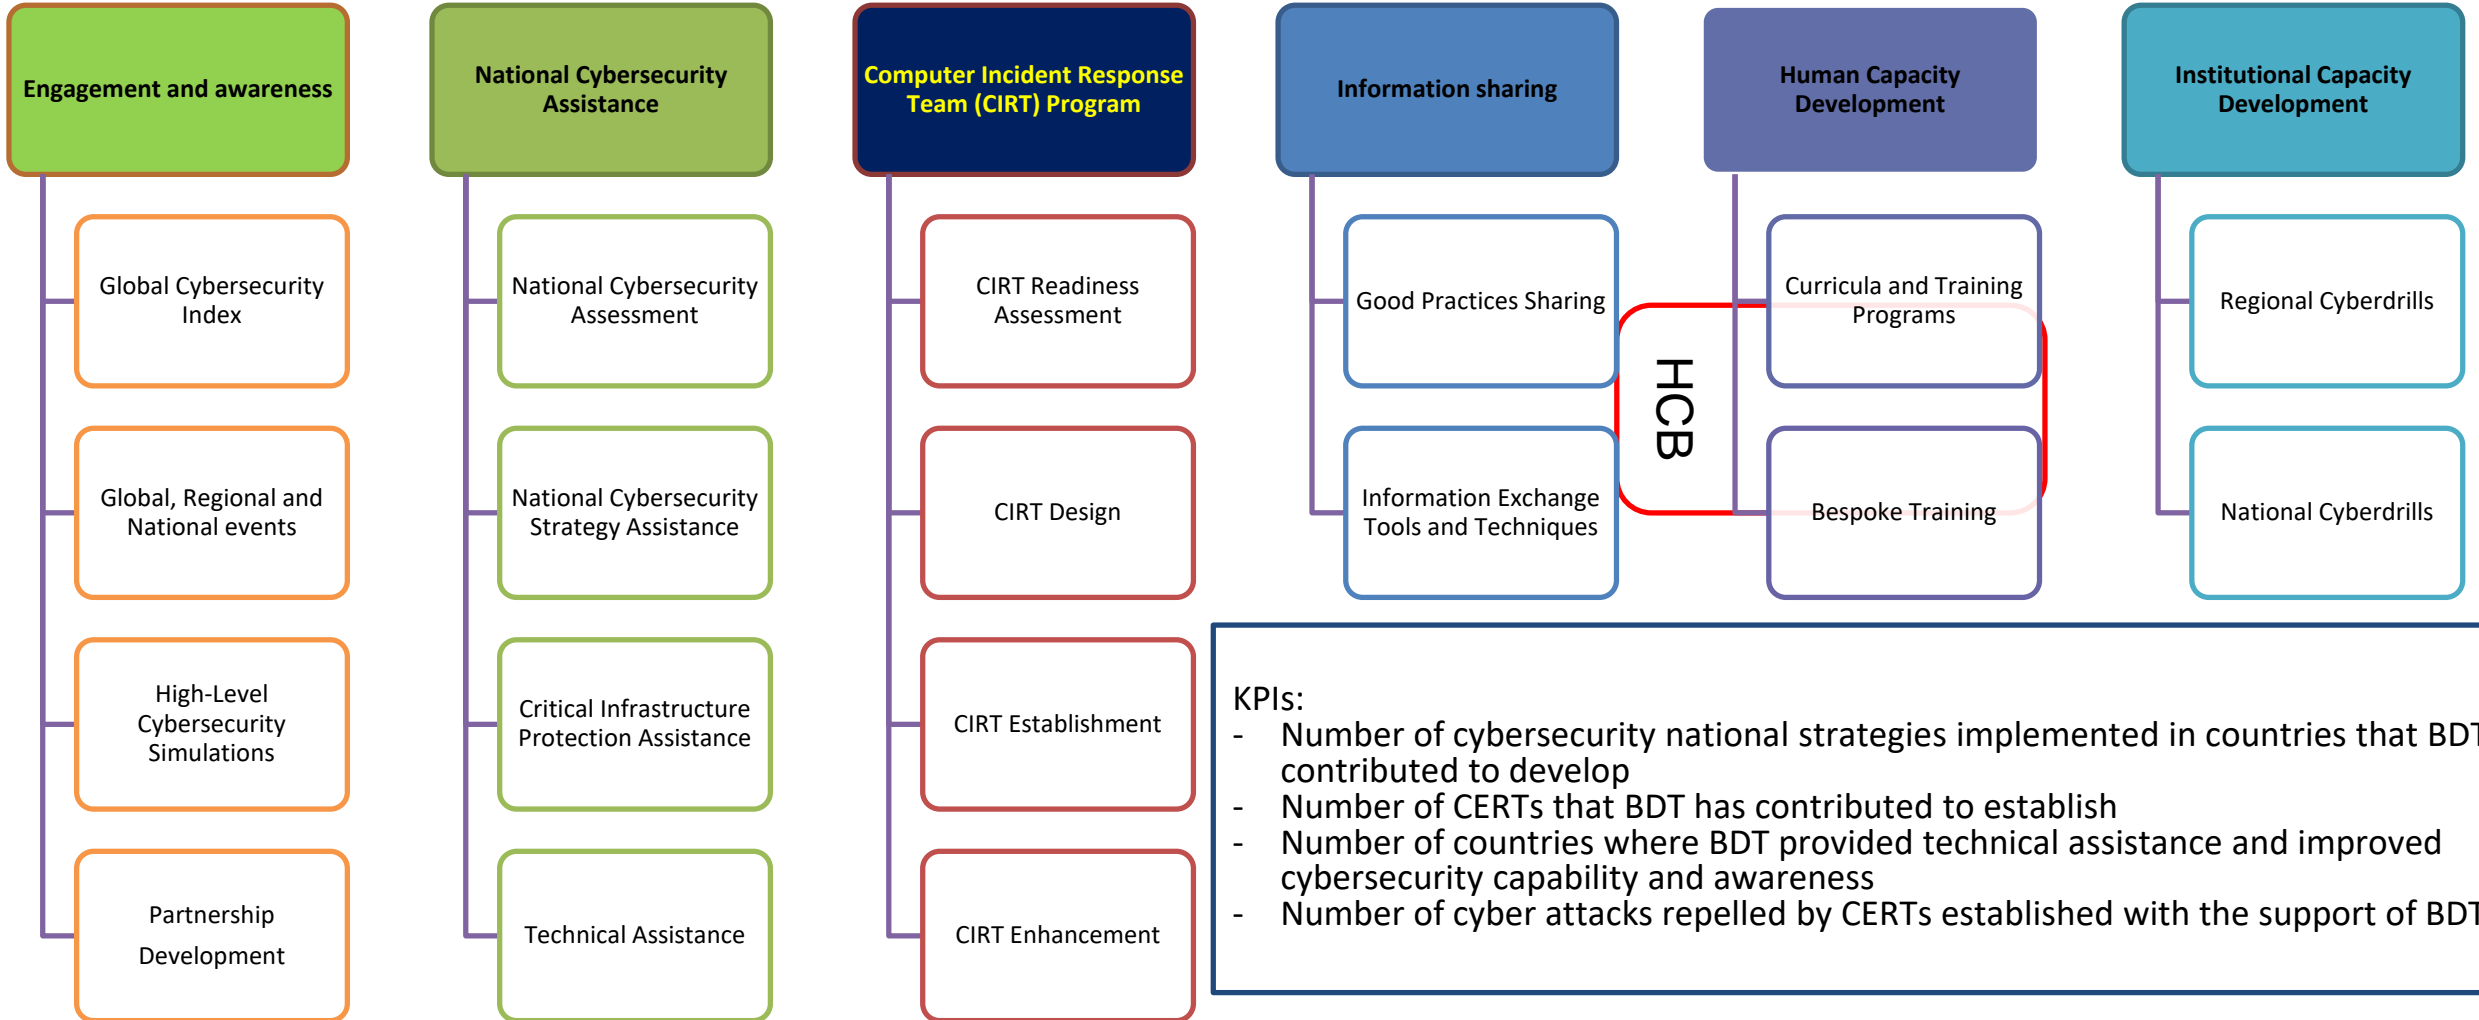 Engagement and awareness
National Cybersecurity
Assistance
Computer Incident Response
Team (CIRT) Program
Information sharing
Human Capacity
Development
Institutional Capacity
Development
Global Cybersecurity
Index
Global, Regional and
National events
High-Level
Cybersecurity
Simulations
Partnership
Development
National Cybersecurity
Assessment
National Cybersecurity
Strategy Assistance
Critical Infrastructure
Protection Assistance
Technical Assistance
CIRT Readiness
Assessment
CIRT Design
CIRT Establishment
CIRT Enhancement
Good Practices Sharing
Information Exchange
Tools and Techniques
HCB
Curricula and Training
Programs
Bespoke Training
Regional Cyberdrills
National Cyberdrills
KPIs:
- Number of cybersecurity national strategies implemented in countries that BDT
contributed to develop
- Number of CERTs that BDT has contributed to establish
- Number of countries where BDT provided technical assistance and improved
cybersecurity capability and awareness
- Number of cyber attacks repelled by CERTs established with the support of BDT